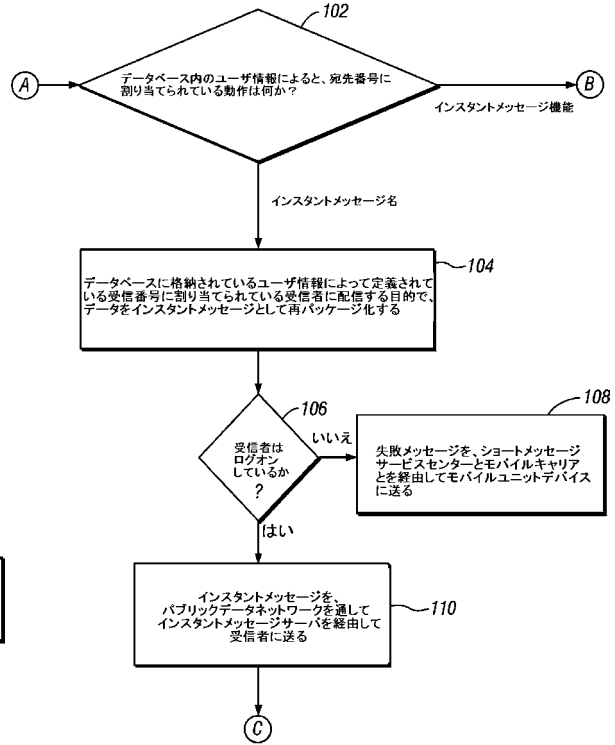 102
A
データベース内のユーザ情報によると、宛先番号に
割り当てられている動作は何か？
B
インスタントメッセージ機能
インスタントメッセージ名
104
データベースに格納されているユーザ情報によって定義されて
いる受信番号に割り当てられている受信者に配信する目的で、
データをインスタントメッセージとして再パッケージ化する
106
受信者は
ログオン
しているか
?
いいえ
はい
108
失敗メッセージを、ショートメッセージ
サービスセンターとモバイルキャリア
とを経由してモバイルユニットデバイス
に送る
インスタントメッセージを、
パブリックデータネットワークを通して
インスタントメッセージサーバを経由して
受信者に送る
110
C